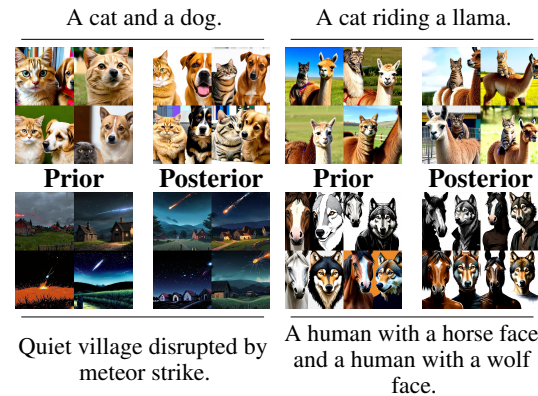 A cat and a dog.
A cat riding a llama.
Prior
Posterior
Prior
Posterior
Quiet village disrupted by
meteor strike.
A human with a horse face
and a human with a wolf
face.